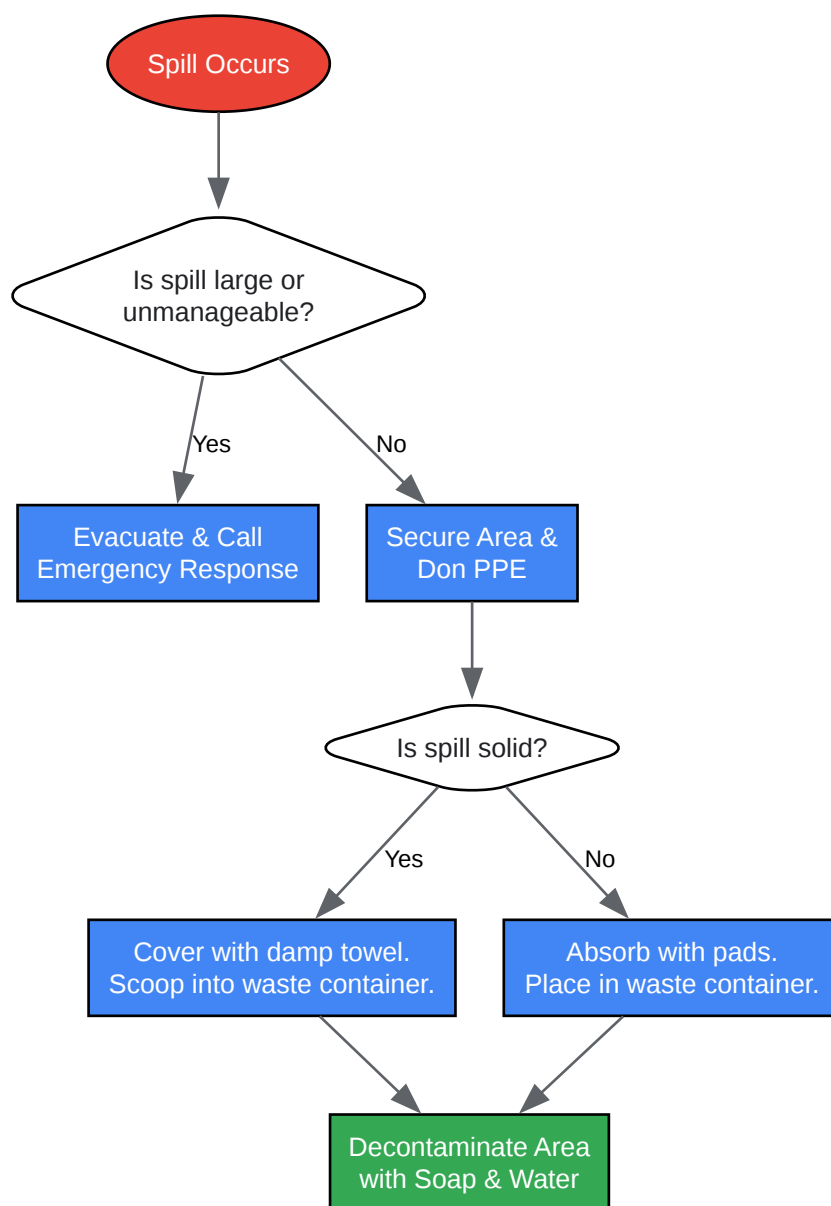 Spill Occurs
Is spill large or
unmanageable?
Yes
No
Evacuate & Call
Emergency Response
Secure Area &
Don PPE
Is spill solid?
Yes
No
Cover with damp towel.
Scoop into waste container.
Absorb with pads.
Place in waste container.
Decontaminate Area
with Soap & Water